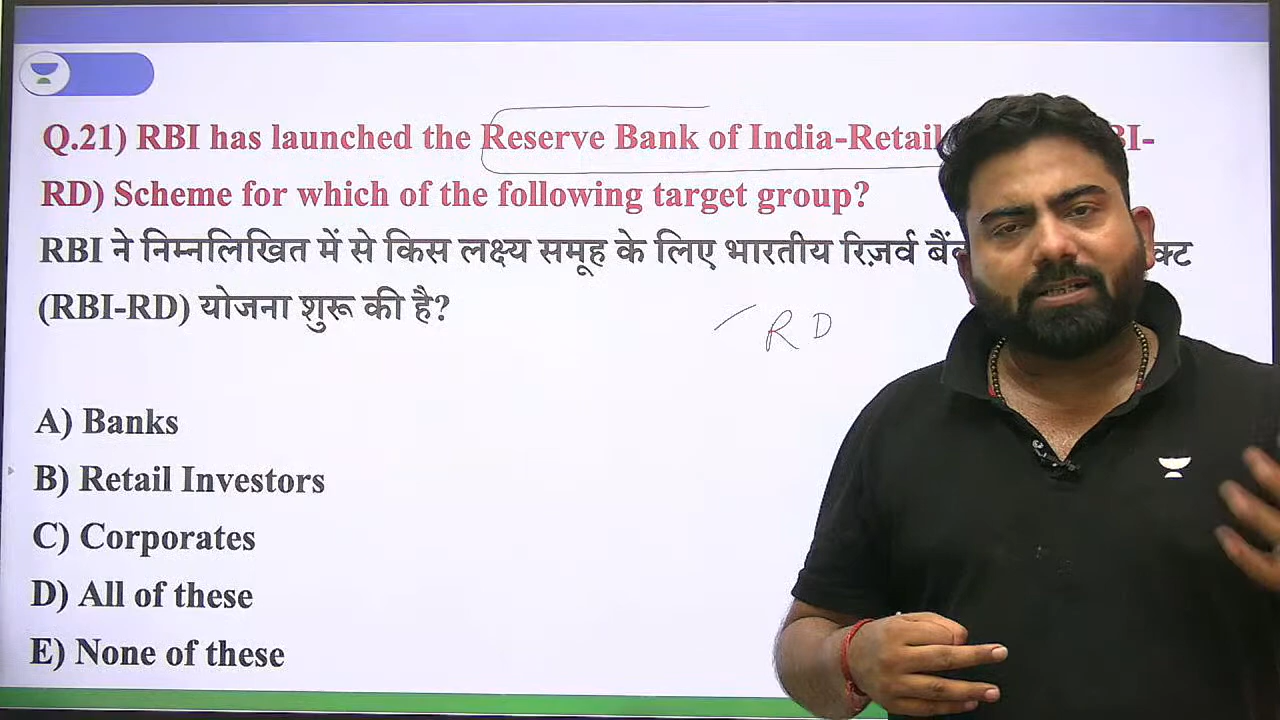 Q.21) RBI has launched the Reserve Bank of India-Retail BI-
RD) Scheme for which of the following target group?
RBI ने निम्नलिखित में से किस लक्ष्य समूह के लिए भारतीय रिज़र्व
(RBI-RD) योजना शुरू की है?
RD
A) Banks
B) Retail Investors
C) Corporates
D) All of these
E) None of these